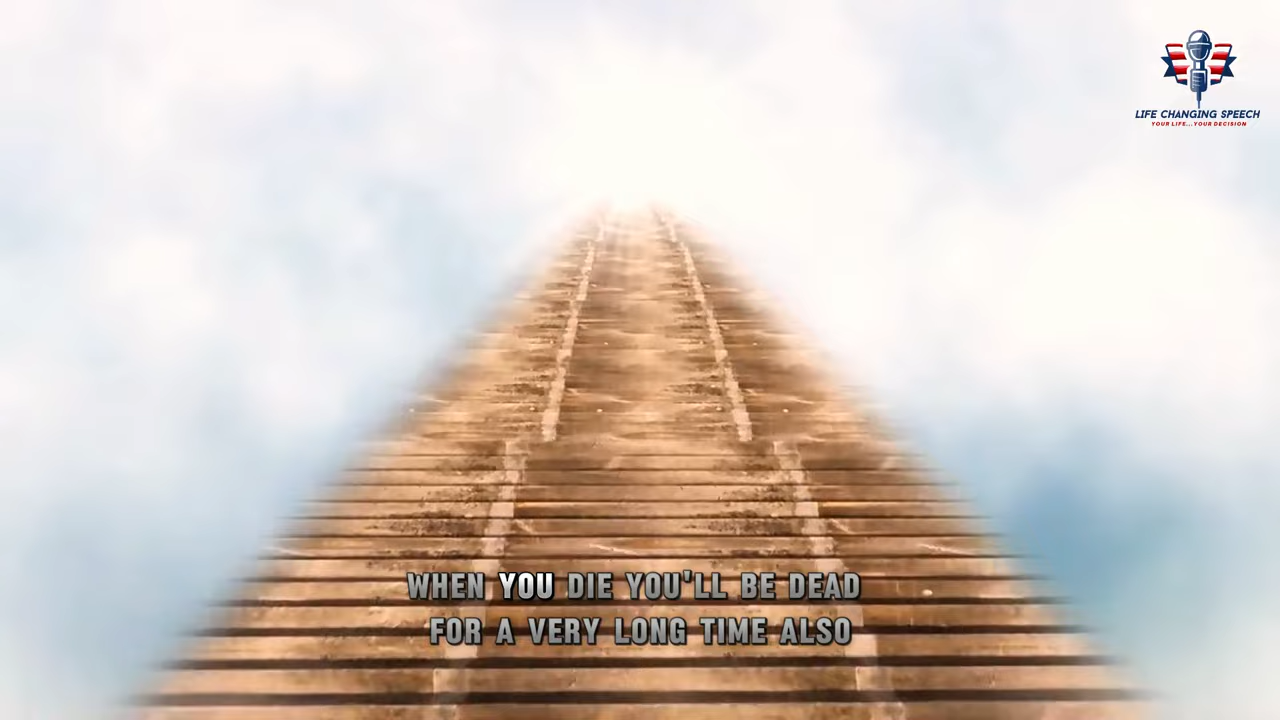 LIFE CHANGING SPEECH
YOUR LIFE...YOUR DECISION
WHEN YOU DIE YOU'LL BE DEAD
FOR A VERY LONG TIME ALSO